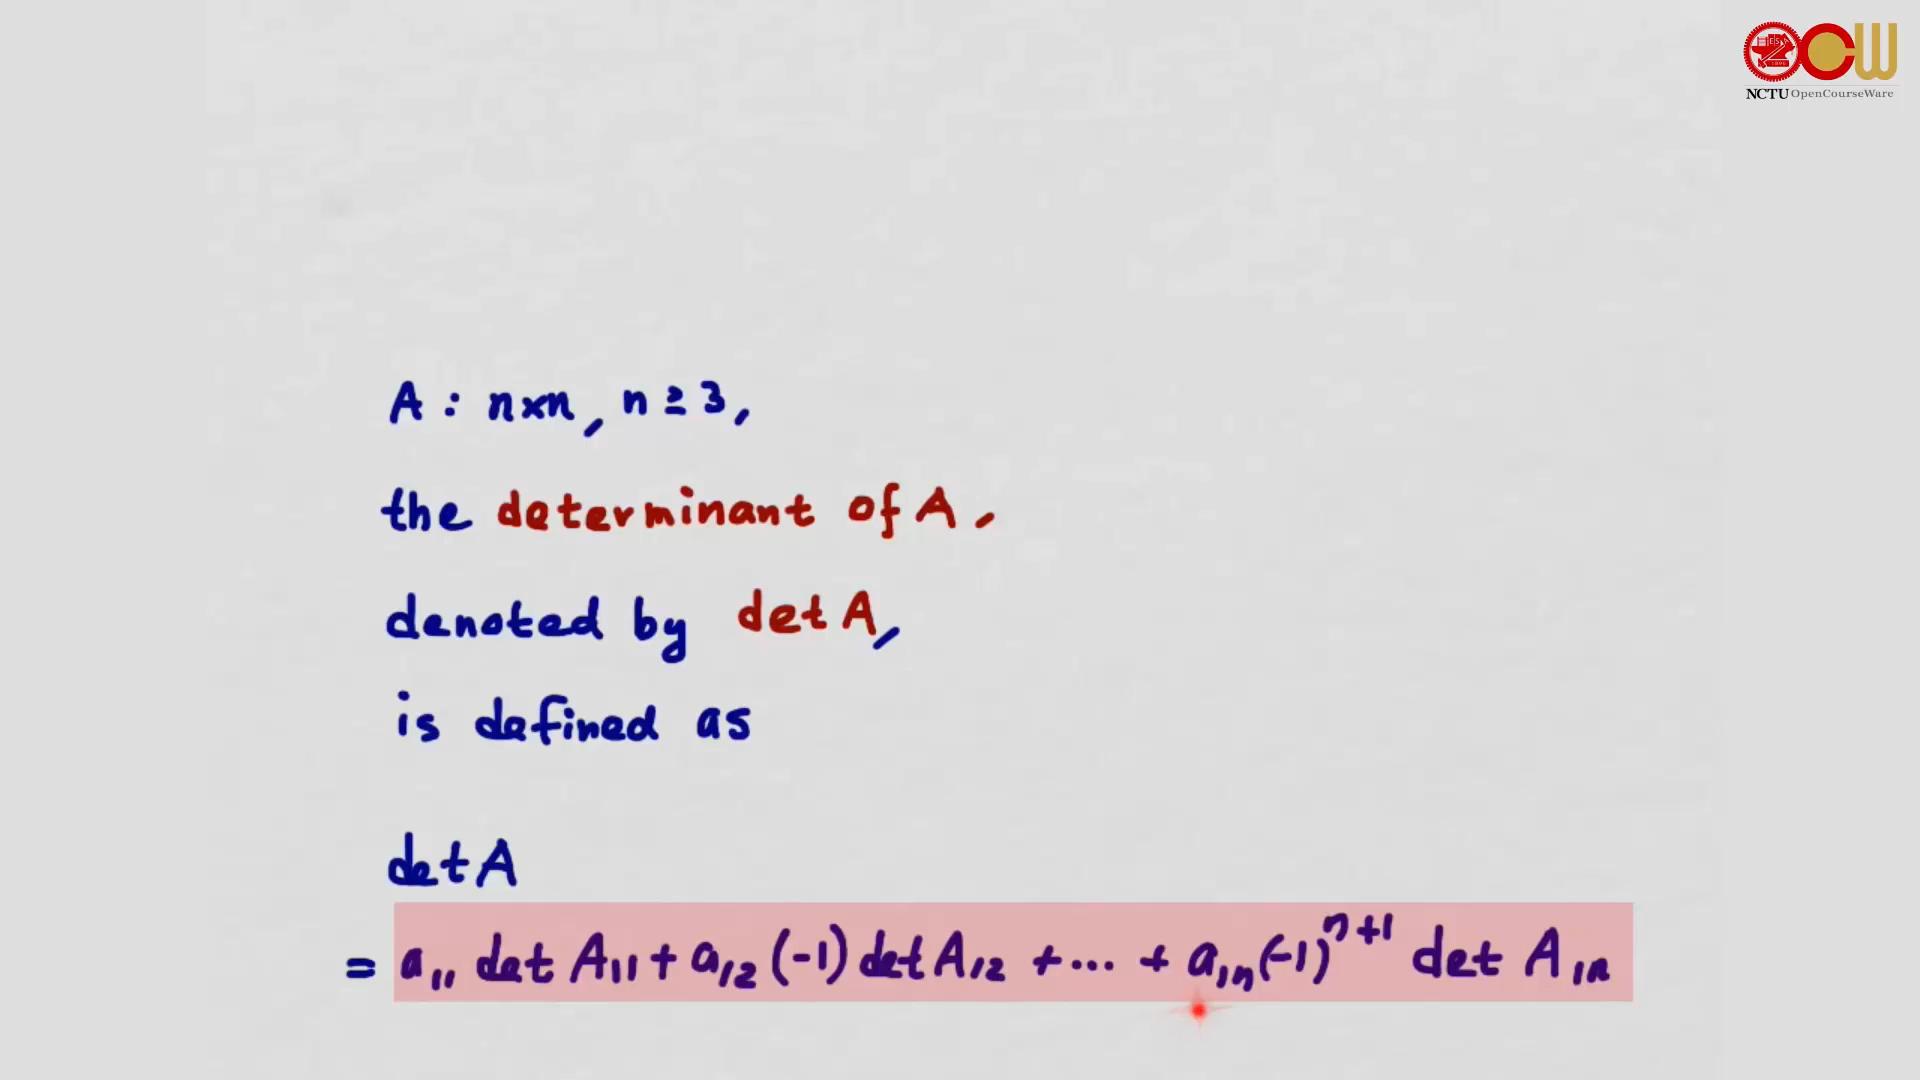 NCTU OpenCourseWare
A : n×n, n ≥ 3,
the determinant of A,
denoted by det A,
is defined as
det A
= a₁₁ det A₁₁ + a₁₂ (-1) det A₁₂ + ... + a₁ₙ (-1)ⁿ⁺¹ det A₁ₙ